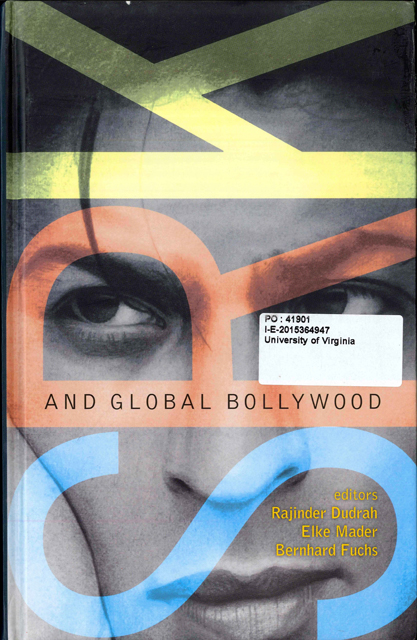 SRK
AND GLOBAL BOLLYWOOD
PO : 41901
I-E-2015364947
University of Virginia
editors
Rajinder Dudrah
Elke Mader
Bernhard Fuchs